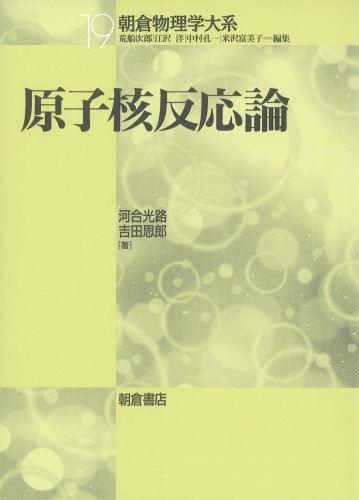 19 朝倉物理学大系
荒船次郎|江沢 洋|中村孔一|米沢富美子=編集
原子核反応論
河合光路
吉田思郎
[著]
朝倉書店